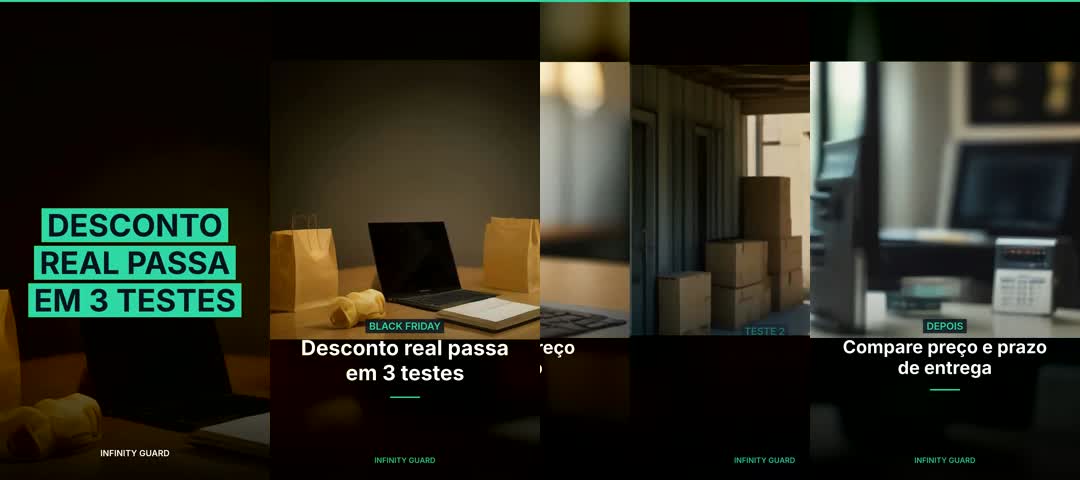 DESCONTO
REAL PASSA
EM 3 TESTES
INFINITY GUARD
BLACK FRIDAY
Desconto real passa
em 3 testes
INFINITY GUARD
TESTE 2
INFINITY GUARD
DEPOIS
Compare preço e prazo
de entrega
INFINITY GUARD